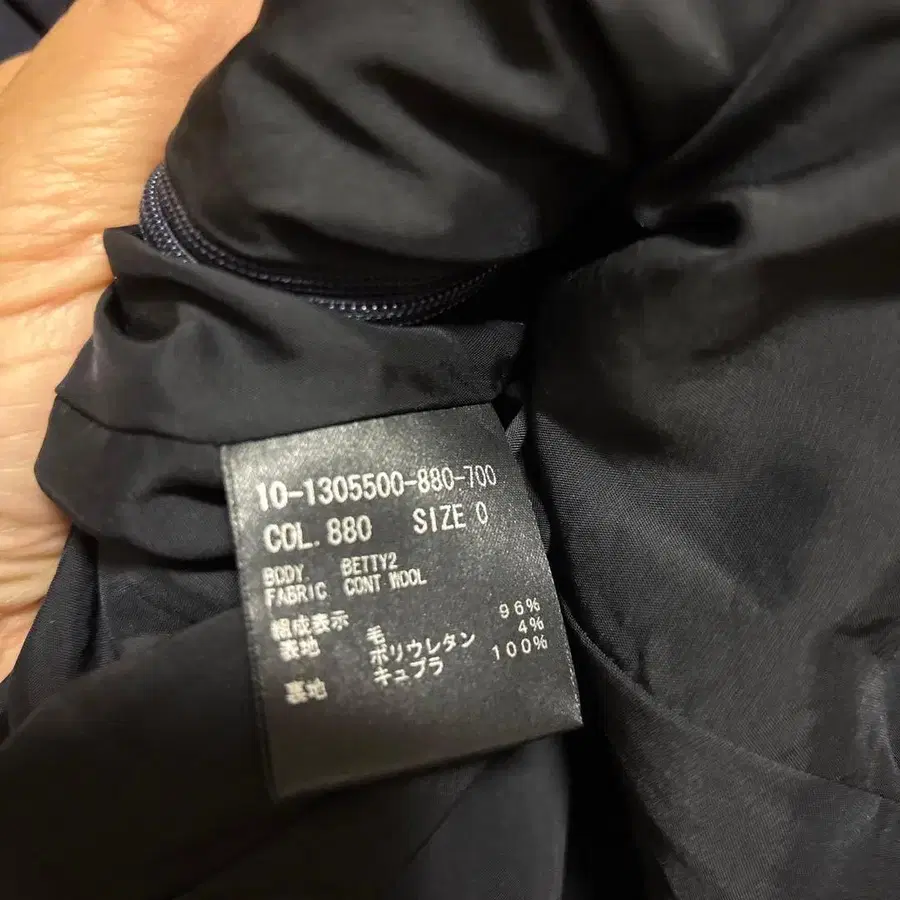 10-1305500-880-700
COL. 880 SIZE 0
BODY BETTY2
FABRIC CONT WOOL
組成表示
表地 毛 96%
ポリウレタン 4%
裏地 キュプラ 100%